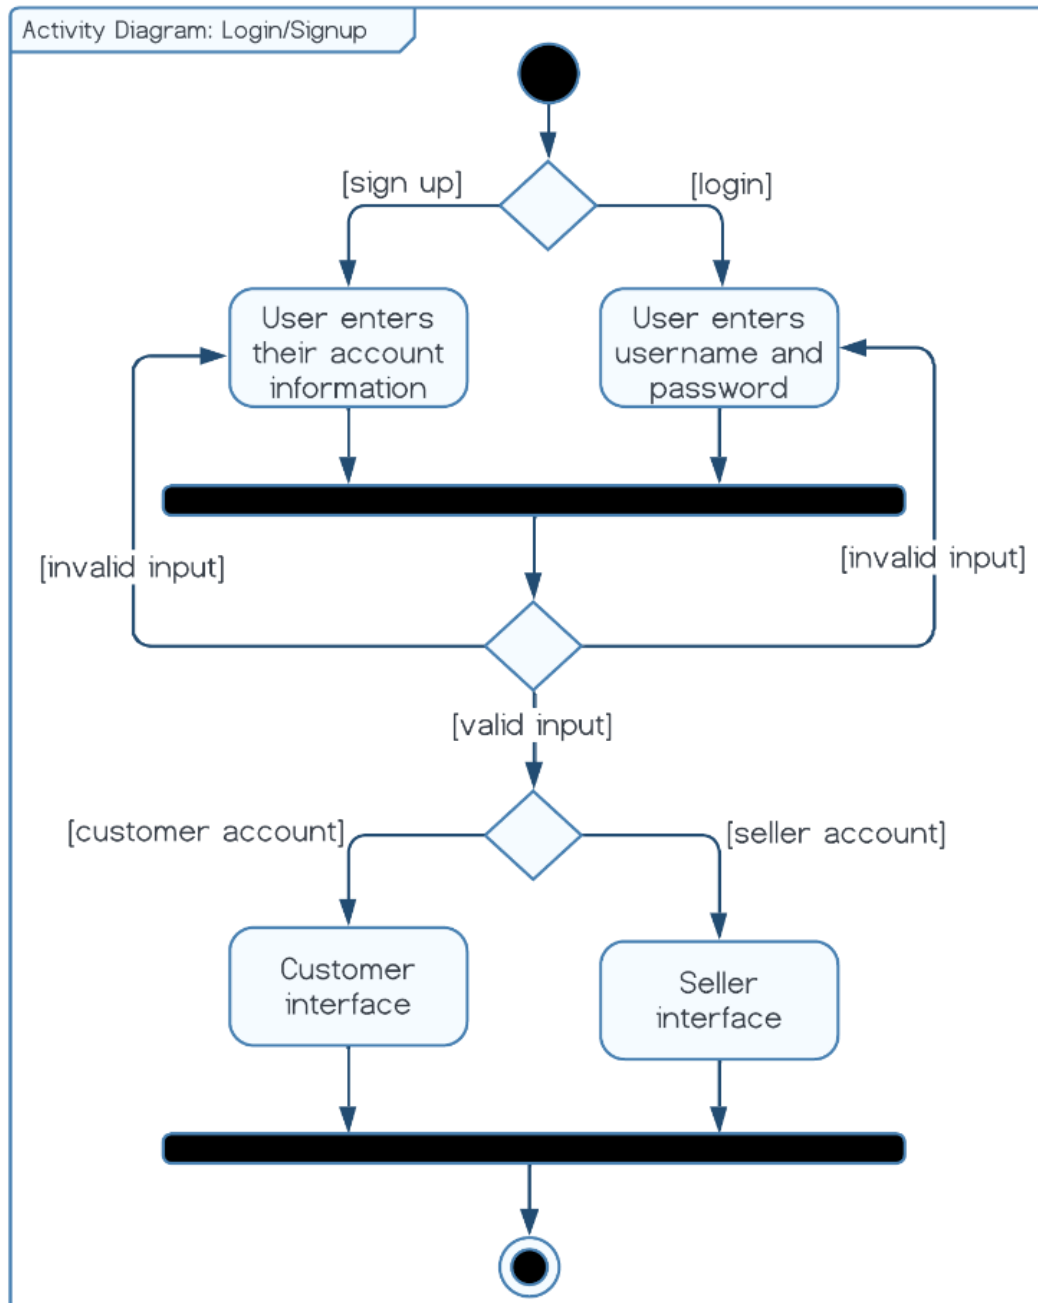 Activity Diagram: Login/Signup
[sign up]
[login]
User enters
their account
information
User enters
username and
password
[invalid input]
[invalid input]
[valid input]
[customer account]
[seller account]
Customer
interface
Seller
interface